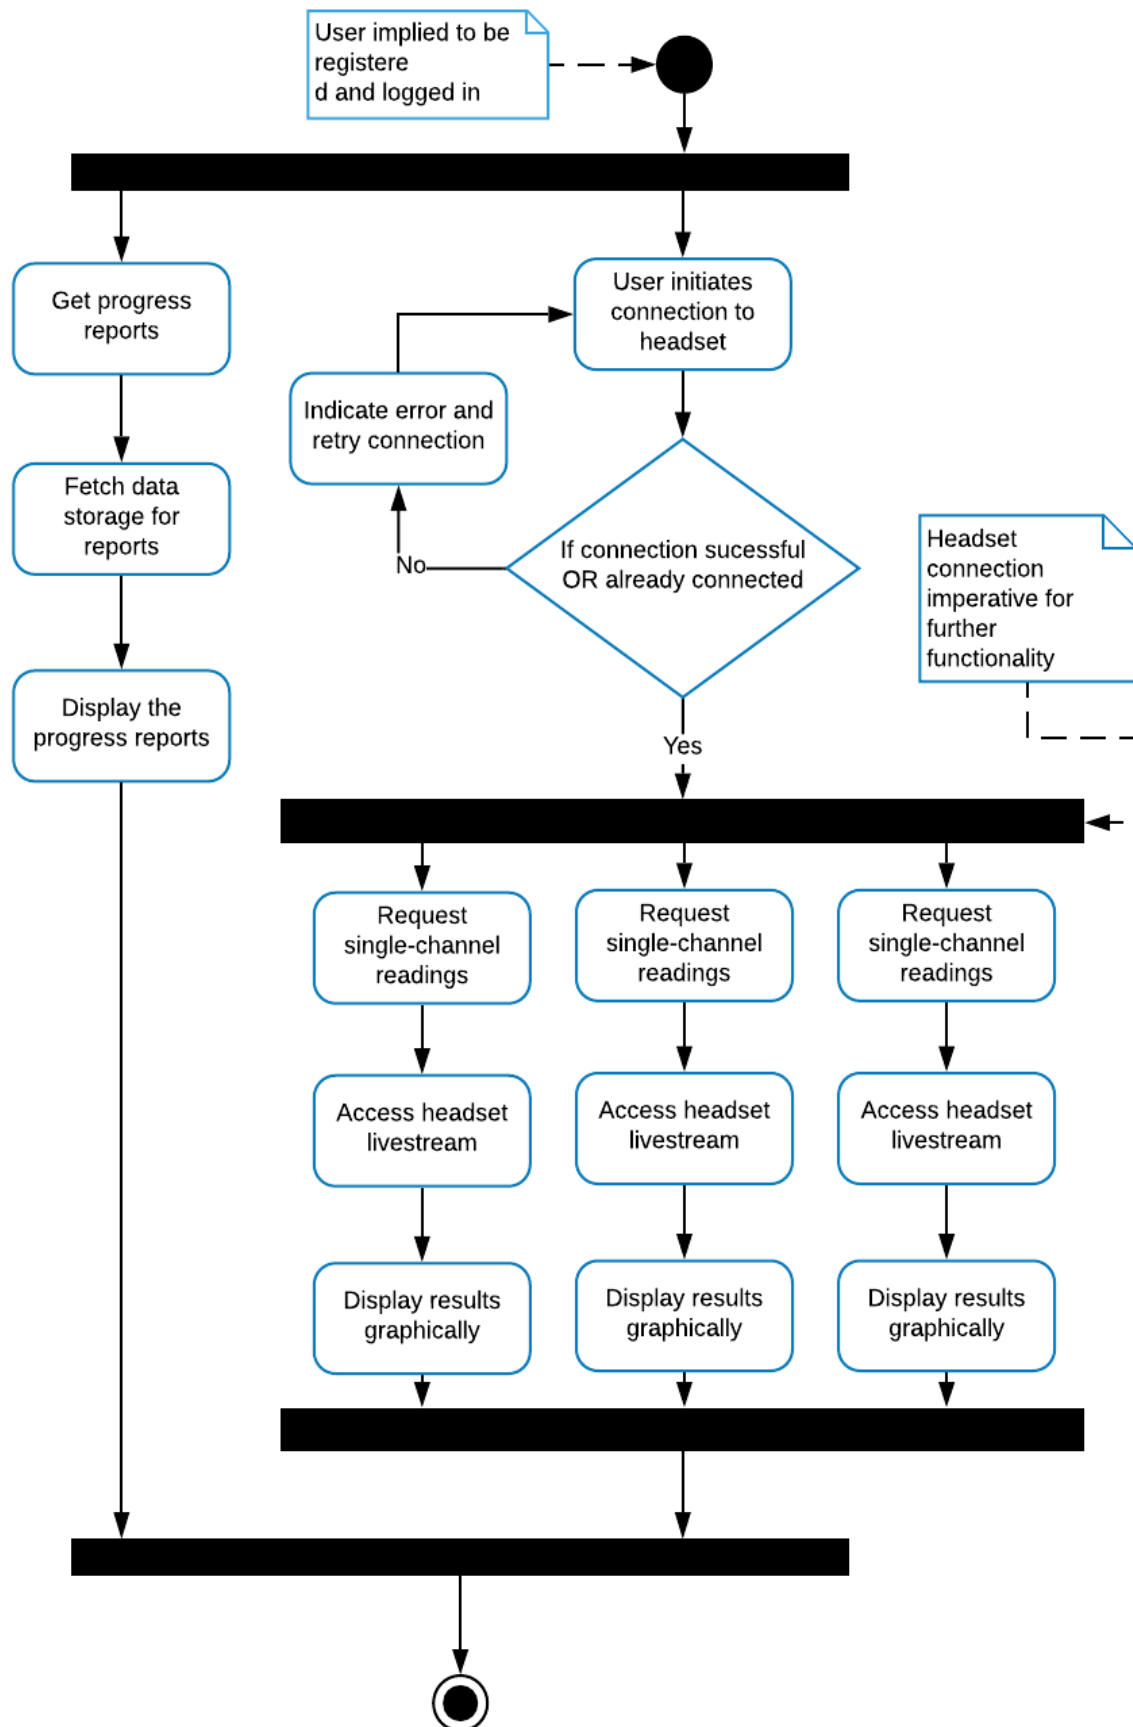 User implied to be
registere
d and logged in
Get progress
reports
User initiates
connection to
headset
Indicate error and
retry connection
Fetch data
storage for
reports
If connection sucessful
OR already connected
No
Headset
connection
imperative for
further
functionality
Display the
progress reports
Yes
Request
single-channel
readings
Request
single-channel
readings
Request
single-channel
readings
Access headset
livestream
Access headset
livestream
Access headset
livestream
Display results
graphically
Display results
graphically
Display results
graphically